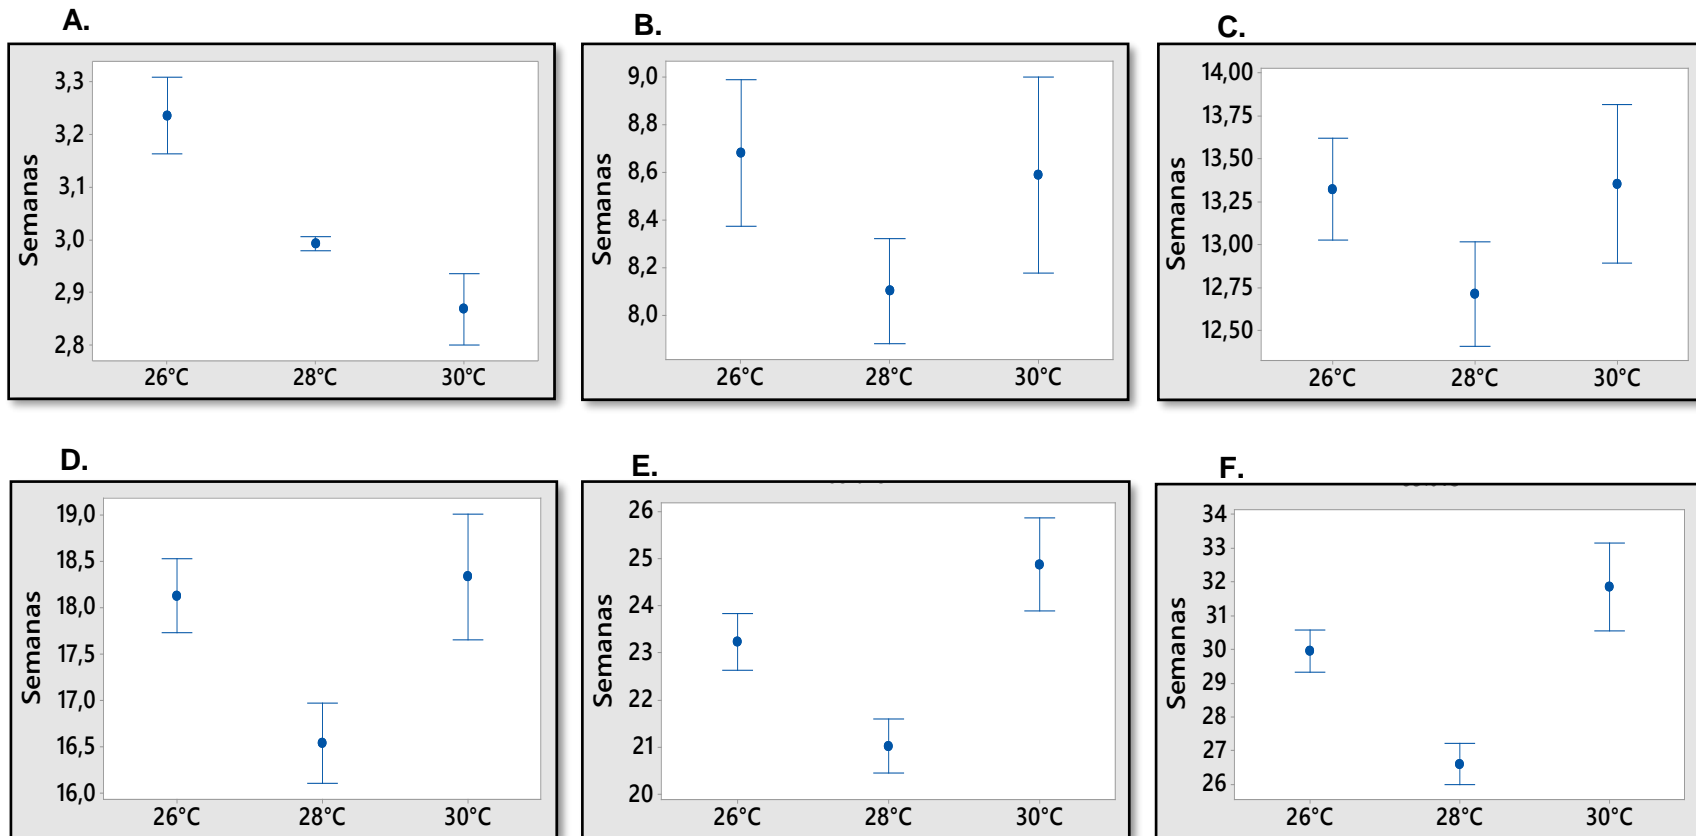 A.
Semanas
3,3
3,2
3,1
3,0
2,9
2,8
26°C 28°C 30°C
B.
Semanas
9,0
8,8
8,6
8,4
8,2
8,0
26°C 28°C 30°C
C.
Semanas
14,00
13,75
13,50
13,25
13,00
12,75
12,50
26°C 28°C 30°C
D.
Semanas
19,0
18,5
18,0
17,5
17,0
16,5
16,0
26°C 28°C 30°C
E.
Semanas
26
25
24
23
22
21
20
26°C 28°C 30°C
F.
Semanas
34
33
32
31
30
29
28
27
26
26°C 28°C 30°C